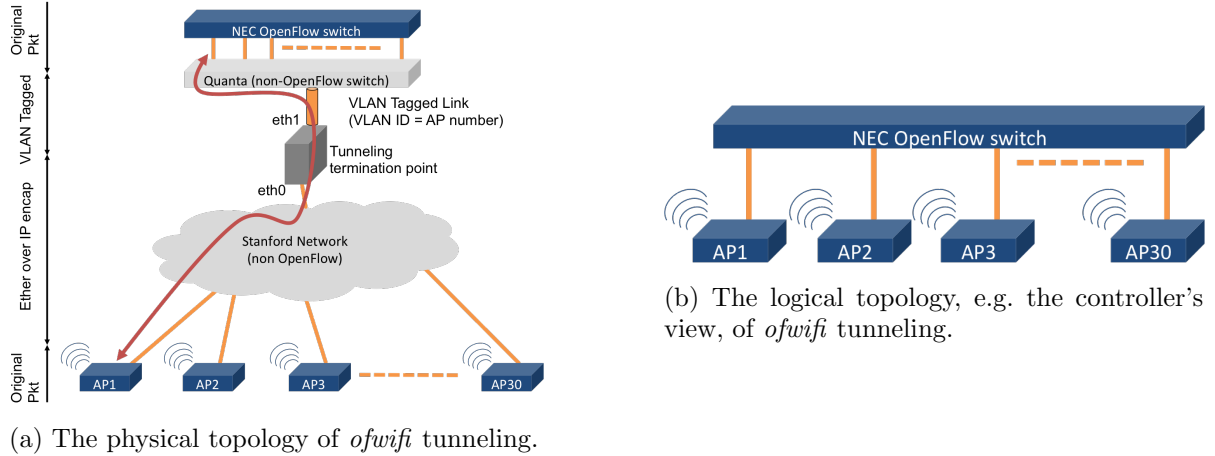 Original
Pkt
VLAN Tagged
Ether over IP encap
Original
Pkt
NEC OpenFlow switch
Quanta (non-OpenFlow switch)
eth1
VLAN Tagged Link
(VLAN ID = AP number)
Tunneling
termination point
eth0
Stanford Network
(non OpenFlow)
AP1
AP2
AP3
AP30
(a) The physical topology of ofwifi tunneling.
NEC OpenFlow switch
AP1
AP2
AP3
AP30
(b) The logical topology, e.g. the controller's
view, of ofwifi tunneling.